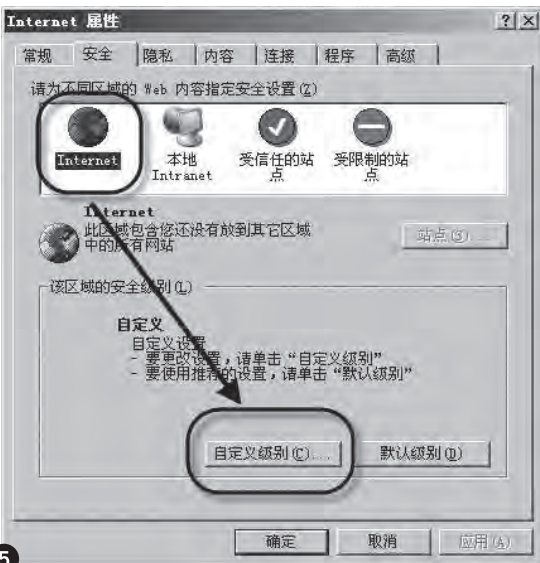 Internet 属性
常规 安全 隐私 内容 连接 程序 高级
请为不同区域的 Web 内容指定安全设置(Z)
Internet
本地
Intranet
受信任的站
点
受限制的站
点
Internet
此区域包含您还没有放到其它区域
中的所有网站
站点(S)...
该区域的安全级别(L)
自定义
自定义设置
- 要更改设置，请单击“自定义级别”
- 要使用推荐的设置，请单击“默认级别”
自定义级别(C)...
默认级别(D)
确定
取消
应用(A)
5